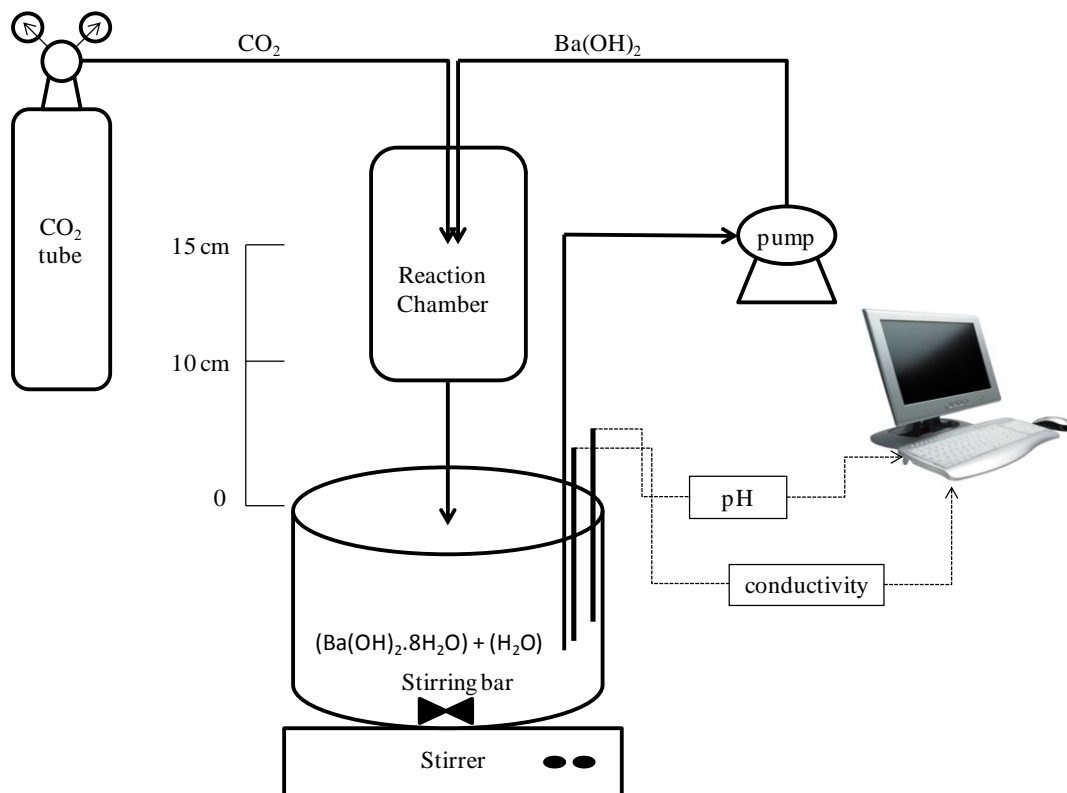 CO₂
Ba(OH)₂
CO₂
tube
pump
15 cm
Reaction
Chamber
10 cm
0
pH
conductivity
(Ba(OH)₂.8H₂O) + (H₂O)
Stirring bar
Stirrer